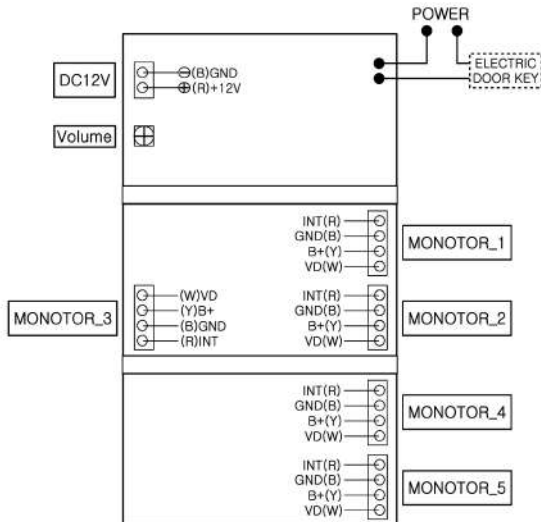 POWER
ELECTRIC
DOOR KEY
DC12V
⊖(B)GND
⊕(R)+12V
Volume
INT(R)
GND(B)
B+(Y)
VD(W)
MONOTOR_1
MONOTOR_3
(W)VD
(Y)B+
(B)GND
(R)INT
INT(R)
GND(B)
B+(Y)
VD(W)
MONOTOR_2
INT(R)
GND(B)
B+(Y)
VD(W)
MONOTOR_4
INT(R)
GND(B)
B+(Y)
VD(W)
MONOTOR_5